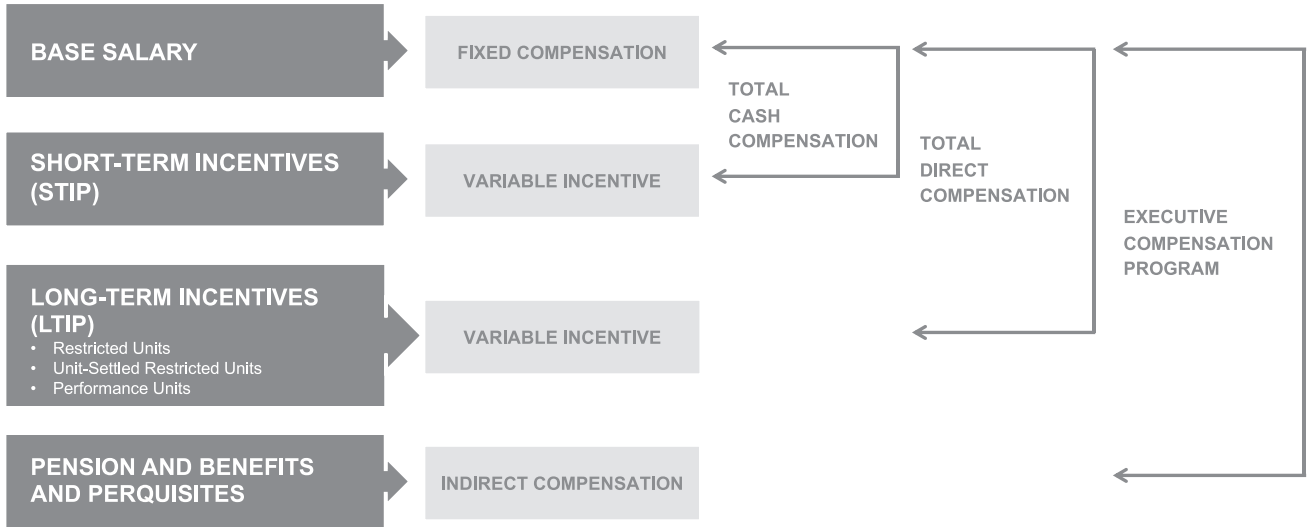 BASE SALARY
FIXED COMPENSATION
TOTAL
CASH
COMPENSATION
SHORT-TERM INCENTIVES
(STIP)
VARIABLE INCENTIVE
TOTAL
DIRECT
COMPENSATION
EXECUTIVE
COMPENSATION
PROGRAM
LONG-TERM INCENTIVES
(LTIP)
• Restricted Units
• Unit-Settled Restricted Units
• Performance Units
VARIABLE INCENTIVE
PENSION AND BENEFITS
AND PERQUISITES
INDIRECT COMPENSATION